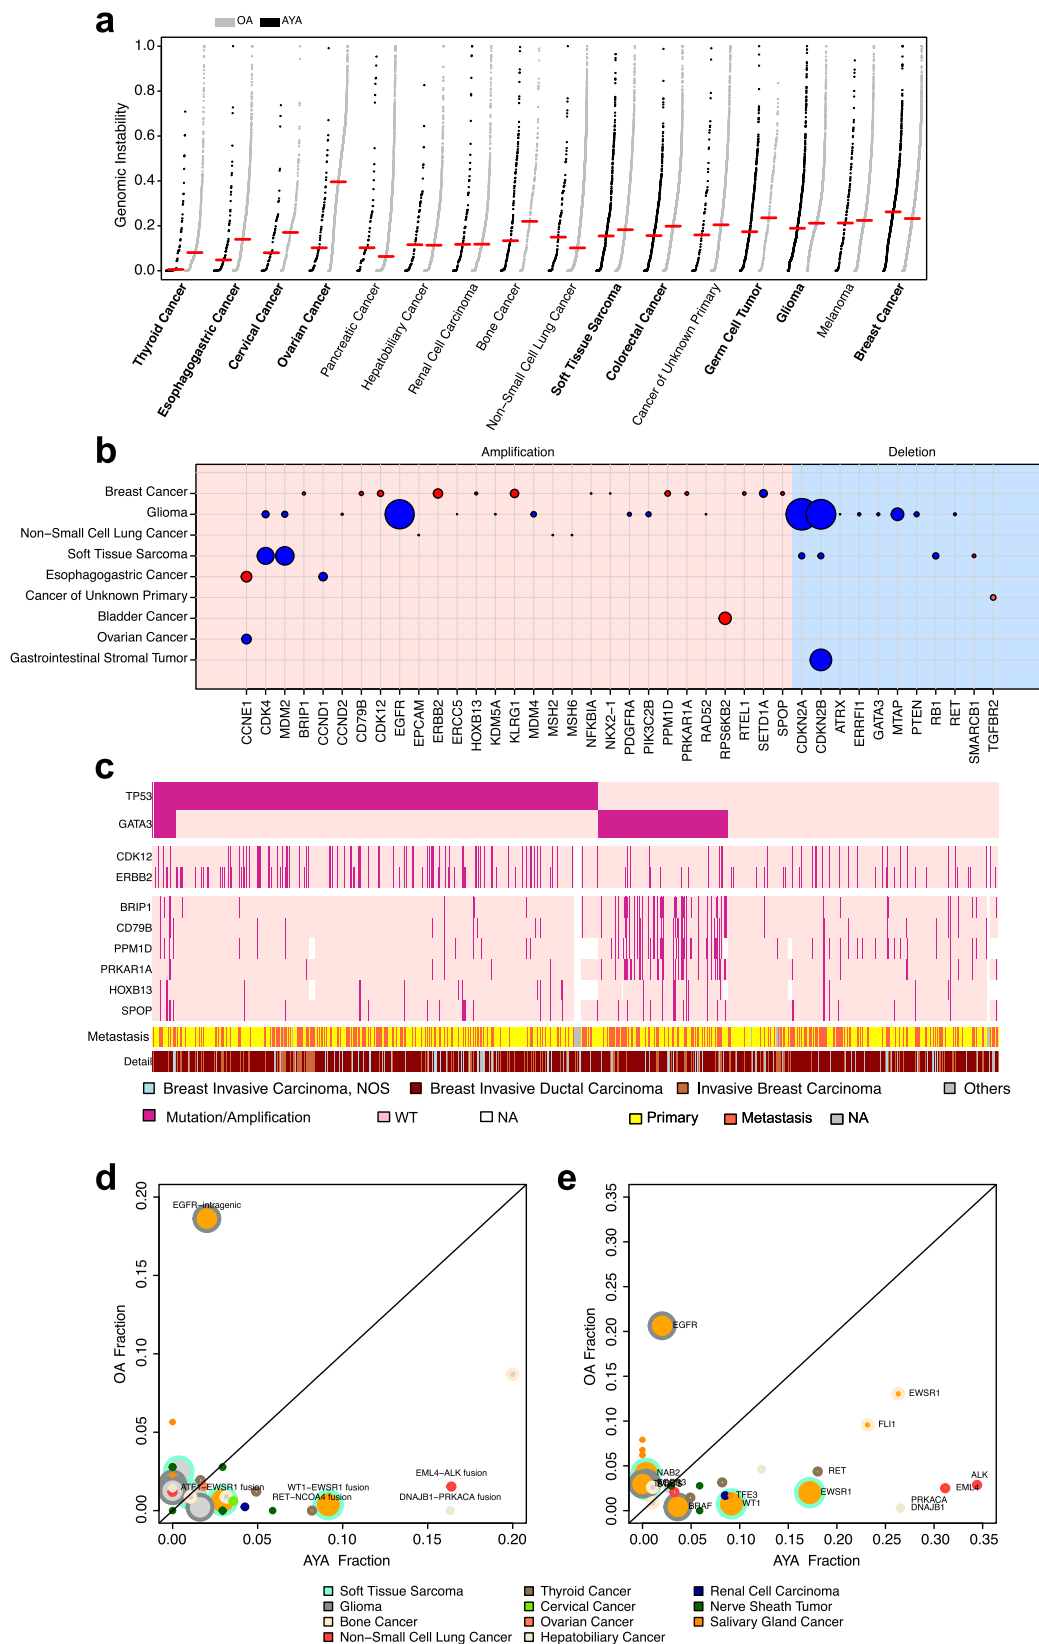 a
OA AYA
Genomic Instability
1.0
0.8
0.6
0.4
0.2
0.0
Thyroid Cancer
Esophagogastric Cancer
Cervical Cancer
Ovarian Cancer
Pancreatic Cancer
Hepatobiliary Cancer
Renal Cell Carcinoma
Bone Cancer
Non-Small Cell Lung Cancer
Soft Tissue Sarcoma
Colorectal Cancer
Cancer of Unknown Primary
Germ Cell Tumor
Glioma
Melanoma
Breast Cancer
b
Amplification Deletion
Breast Cancer
Glioma
Non-Small Cell Lung Cancer
Soft Tissue Sarcoma
Esophagogastric Cancer
Cancer of Unknown Primary
Bladder Cancer
Ovarian Cancer
Gastrointestinal Stromal Tumor
CCNE1
CDK4
MDM2
BRIP1
CCND1
CCND2
CD79B
CDK12
EGFR
EPCAM
ERBB2
ERCC5
HOXB13
KDM5A
KLRG1
MDM4
MSH2
MSH6
NFKBIA
NKX2-1
PDGFRA
PIK3C2B
PPM1D
PRKAR1A
RAD52
RPS6KB2
RTEL1
SETD1A
SPOP
CDKN2A
CDKN2B
ATRX
ERRFI1
GATA3
MTAP
PTEN
RB1
RET
SMARCB1
TGFBR2
c
TP53
GATA3
CDK12
ERBB2
BRIP1
CD79B
PPM1D
PRKAR1A
HOXB13
SPOP
Metastasis
Detail
Breast Invasive Carcinoma, NOS Breast Invasive Ductal Carcinoma Invasive Breast Carcinoma Others
Mutation/Amplification WT NA Primary Metastasis NA
d
OA Fraction
0.20
0.15
0.10
0.05
0.00
EGFR-intragenic
EML4-ALK fusion
ATF1-EWSR1 fusion
WT1-EWSR1 fusion
RET-NCOA4 fusion
DNAJB1-PRKACA fusion
0.00 0.05 0.10 0.15 0.20
AYA Fraction
e
OA Fraction
0.35
0.30
0.25
0.20
0.15
0.10
0.05
0.00
EGFR
EWSR1
FLI1
NAB2
RET
ALK
EML4
EWSR1
TFE3
WT1
BRAF
PRKACA
DNAJB1
0.00 0.05 0.10 0.15 0.20 0.25 0.30 0.35
AYA Fraction
Soft Tissue Sarcoma Thyroid Cancer Renal Cell Carcinoma
Glioma Cervical Cancer Nerve Sheath Tumor
Bone Cancer Ovarian Cancer Salivary Gland Cancer
Non-Small Cell Lung Cancer Hepatobiliary Cancer